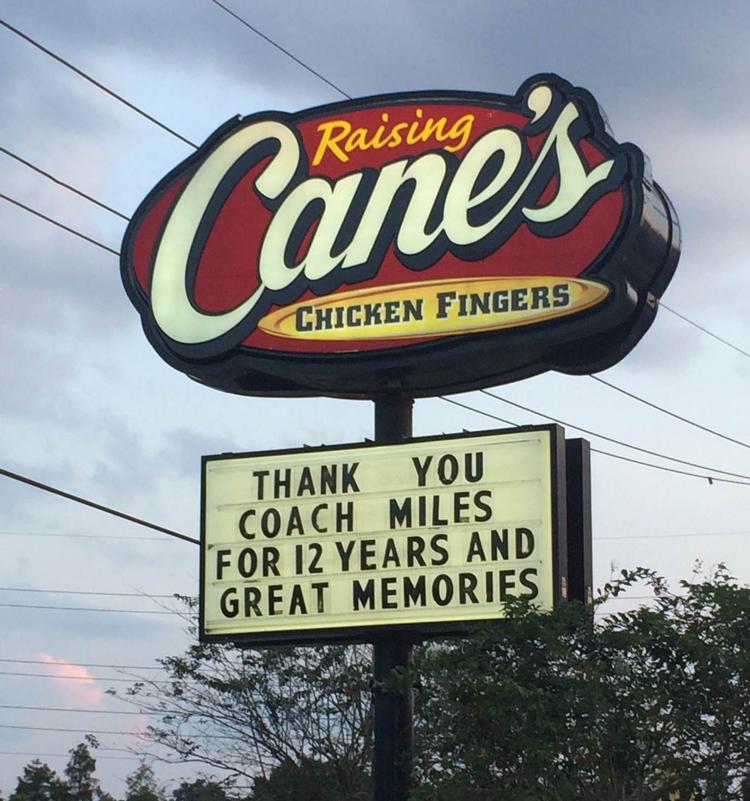 Raising
Cane's
CHICKEN FINGERS
THANK YOU
COACH MILES
FOR 12 YEARS AND
GREAT MEMORIES